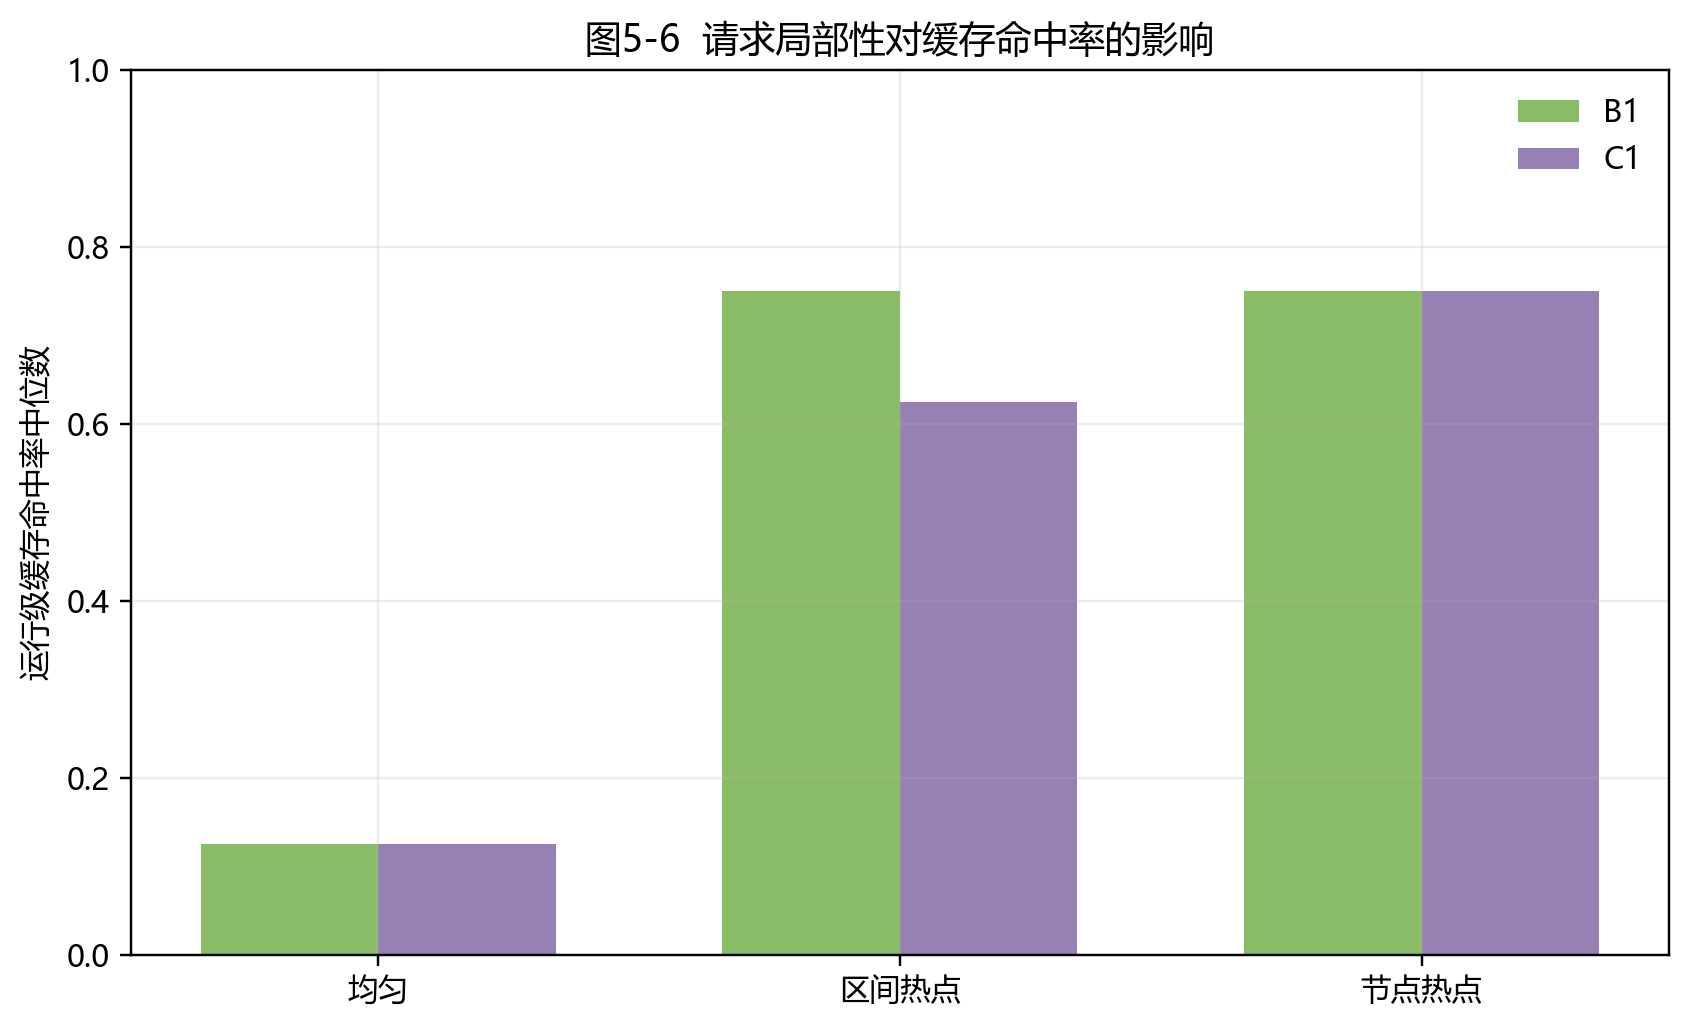 图5-6 请求局部性对缓存命中率的影响
运行级缓存命中率中位数
1.0
0.8
0.6
0.4
0.2
0.0
B1
C1
均匀 区间热点 节点热点